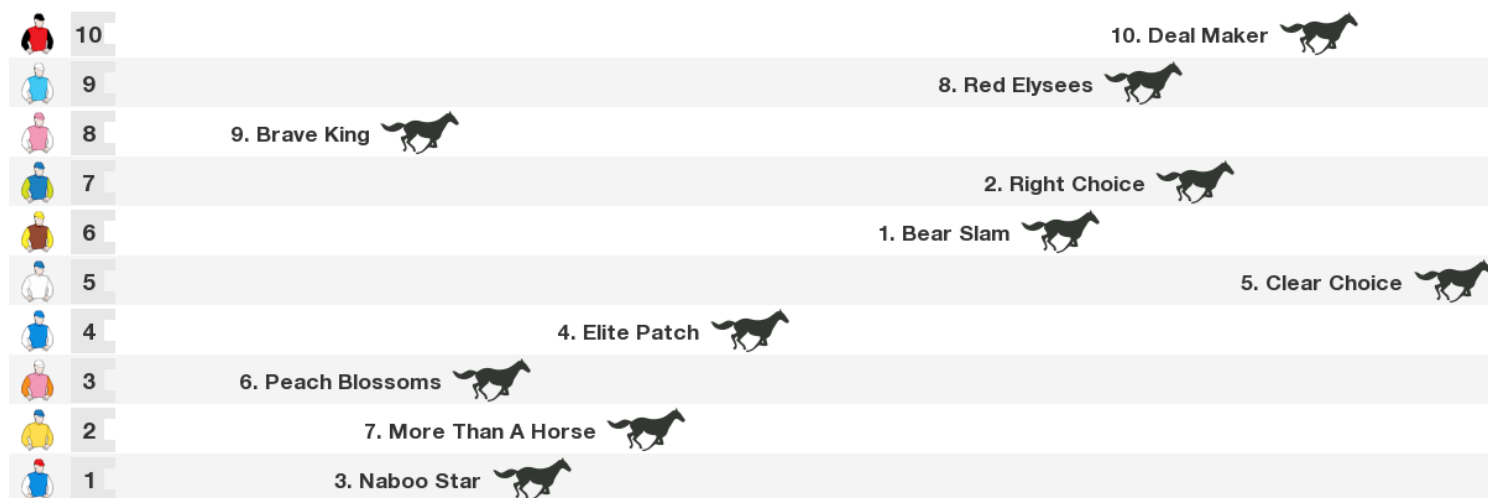 10 10. Deal Maker
9 8. Red Elysees
8 9. Brave King
7 2. Right Choice
6 1. Bear Slam
5 5. Clear Choice
4 4. Elite Patch
3 6. Peach Blossoms
2 7. More Than A Horse
1 3. Naboo Star